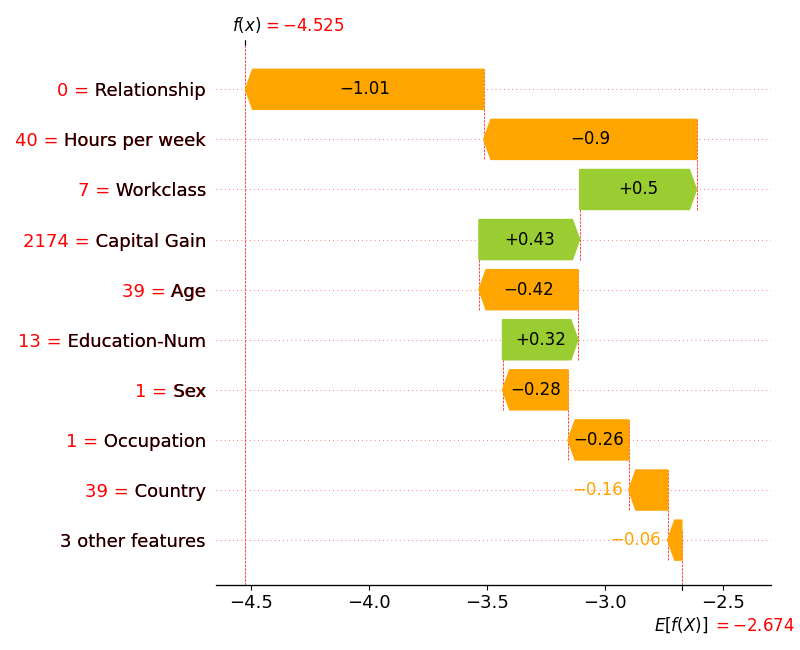 f(x) = −4.525
0 = Relationship −1.01
40 = Hours per week −0.9
7 = Workclass +0.5
2174 = Capital Gain +0.43
39 = Age −0.42
13 = Education-Num +0.32
1 = Sex −0.28
1 = Occupation −0.26
39 = Country −0.16
3 other features −0.06
−4.5 −4.0 −3.5 −3.0 −2.5
E[f(X)] = −2.674